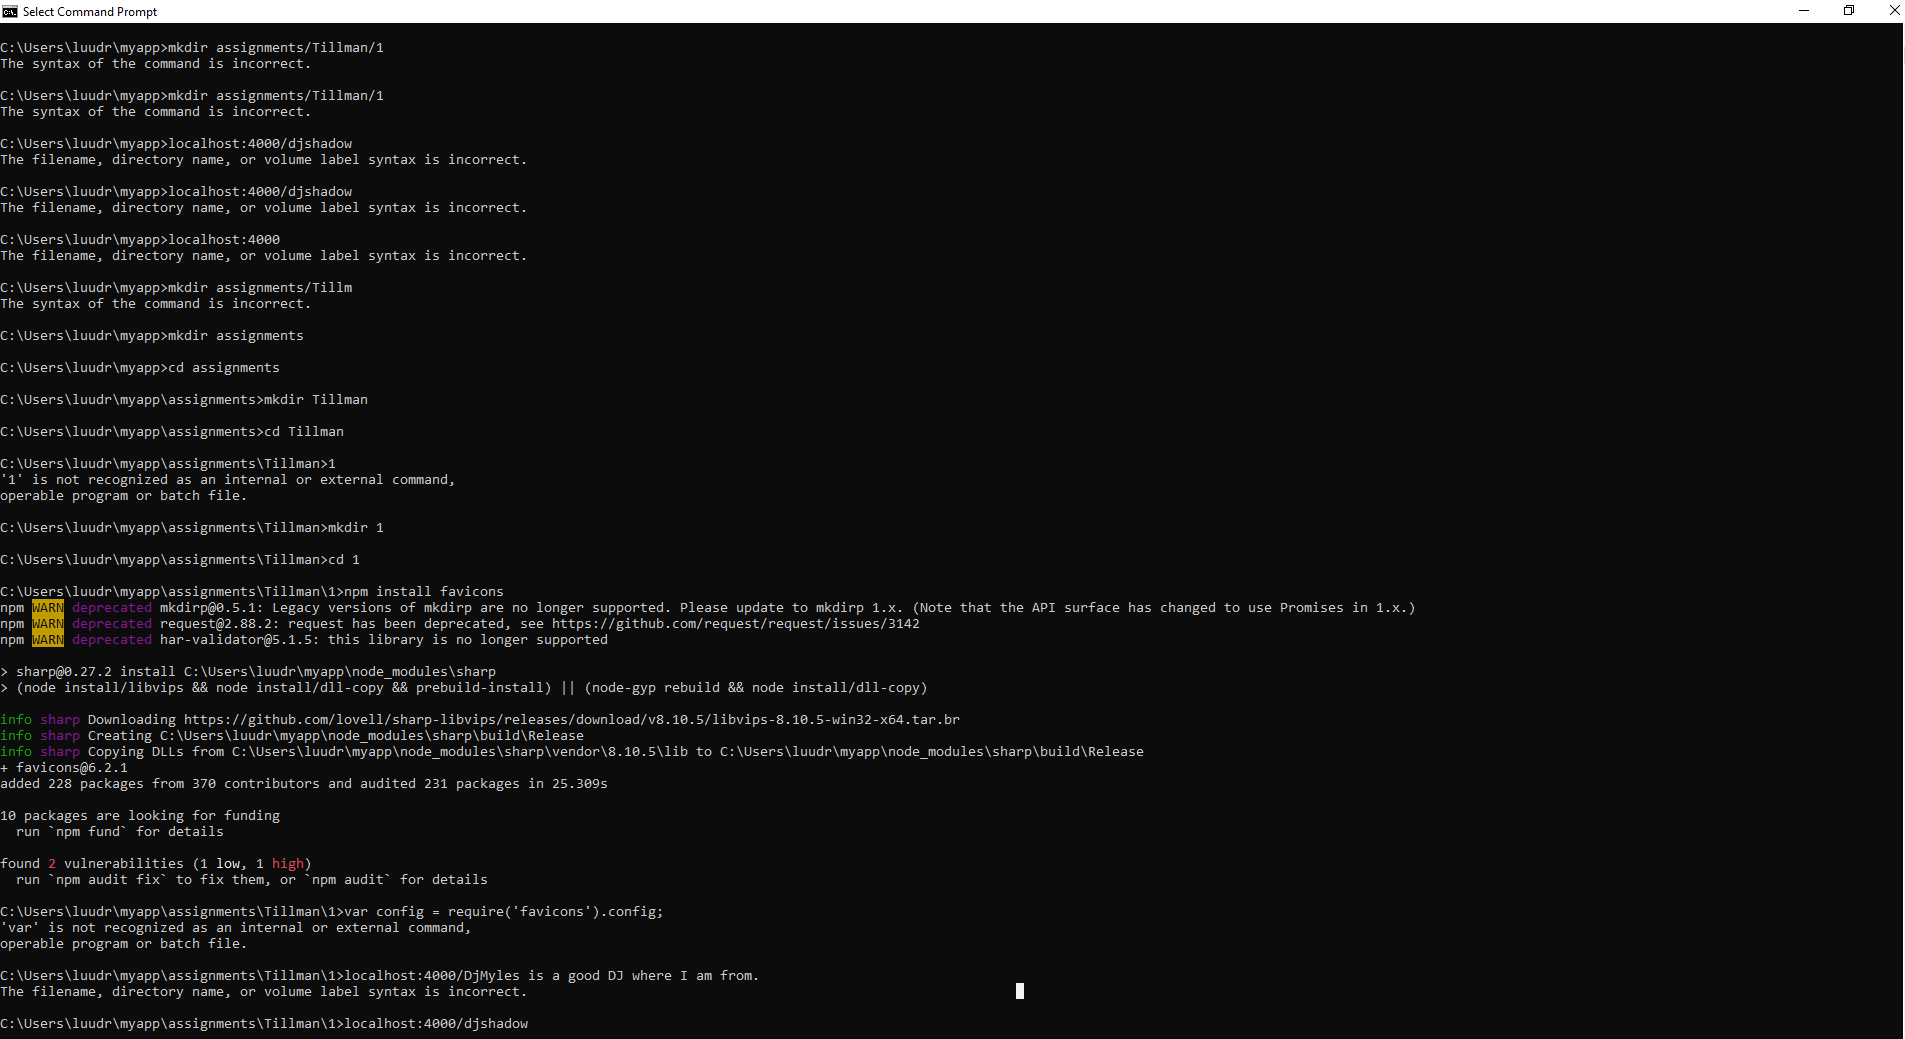 Select Command Prompt
C:\Users\luudr\myapp>mkdir assignments/Tillman/1
The syntax of the command is incorrect.
C:\Users\luudr\myapp>mkdir assignments/Tillman/1
The syntax of the command is incorrect.
C:\Users\luudr\myapp>localhost:4000/djshadow
The filename, directory name, or volume label syntax is incorrect.
C:\Users\luudr\myapp>localhost:4000/djshadow
The filename, directory name, or volume label syntax is incorrect.
C:\Users\luudr\myapp>localhost:4000
The filename, directory name, or volume label syntax is incorrect.
C:\Users\luudr\myapp>mkdir assignments/Tillm
The syntax of the command is incorrect.
C:\Users\luudr\myapp>mkdir assignments
C:\Users\luudr\myapp>cd assignments
C:\Users\luudr\myapp\assignments>mkdir Tillman
C:\Users\luudr\myapp\assignments>cd Tillman
C:\Users\luudr\myapp\assignments\Tillman>1
'1' is not recognized as an internal or external command,
operable program or batch file.
C:\Users\luudr\myapp\assignments\Tillman>mkdir 1
C:\Users\luudr\myapp\assignments\Tillman>cd 1
C:\Users\luudr\myapp\assignments\Tillman\1>npm install favicons
npm WARN deprecated mkdirp@0.5.1: Legacy versions of mkdirp are no longer supported. Please update to mkdirp 1.x. (Note that the API surface has changed to use Promises in 1.x.)
npm WARN deprecated request@2.88.2: request has been deprecated, see https://github.com/request/request/issues/3142
npm WARN deprecated har-validator@5.1.5: this library is no longer supported
> sharp@0.27.2 install C:\Users\luudr\myapp\node_modules\sharp
> (node install/libvips && node install/dll-copy && prebuild-install) || (node-gyp rebuild && node install/dll-copy)
info sharp Downloading https://github.com/lovell/sharp-libvips/releases/download/v8.10.5/libvips-8.10.5-win32-x64.tar.br
info sharp Creating C:\Users\luudr\myapp\node_modules\sharp\build\Release
info sharp Copying DLLs from C:\Users\luudr\myapp\node_modules\sharp\vendor\8.10.5\lib to C:\Users\luudr\myapp\node_modules\sharp\build\Release
+ favicons@6.2.1
added 228 packages from 370 contributors and audited 231 packages in 25.309s
10 packages are looking for funding
run `npm fund` for details
found 2 vulnerabilities (1 low, 1 high)
run `npm audit fix` to fix them, or `npm audit` for details
C:\Users\luudr\myapp\assignments\Tillman\1>var config = require('favicons').config;
'var' is not recognized as an internal or external command,
operable program or batch file.
C:\Users\luudr\myapp\assignments\Tillman\1>localhost:4000/DjMyles is a good DJ where I am from.
The filename, directory name, or volume label syntax is incorrect.
C:\Users\luudr\myapp\assignments\Tillman\1>localhost:4000/djshadow